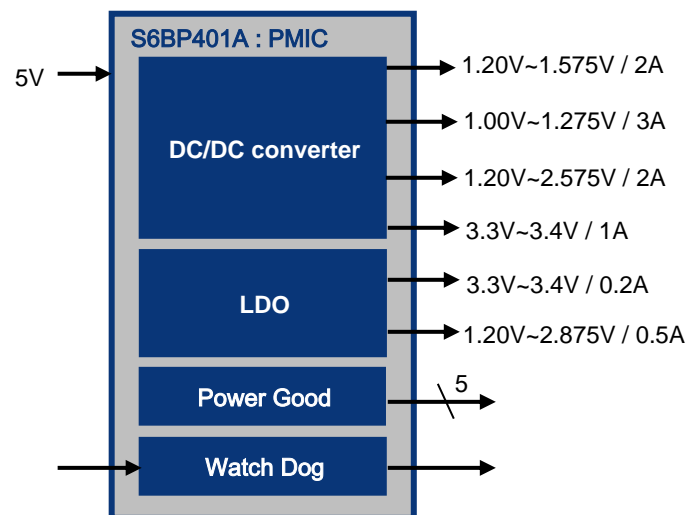 S6BP401A : PMIC
5V
DC/DC converter
1.20V~1.575V / 2A
1.00V~1.275V / 3A
1.20V~2.575V / 2A
3.3V~3.4V / 1A
LDO
3.3V~3.4V / 0.2A
1.20V~2.875V / 0.5A
Power Good
5
Watch Dog